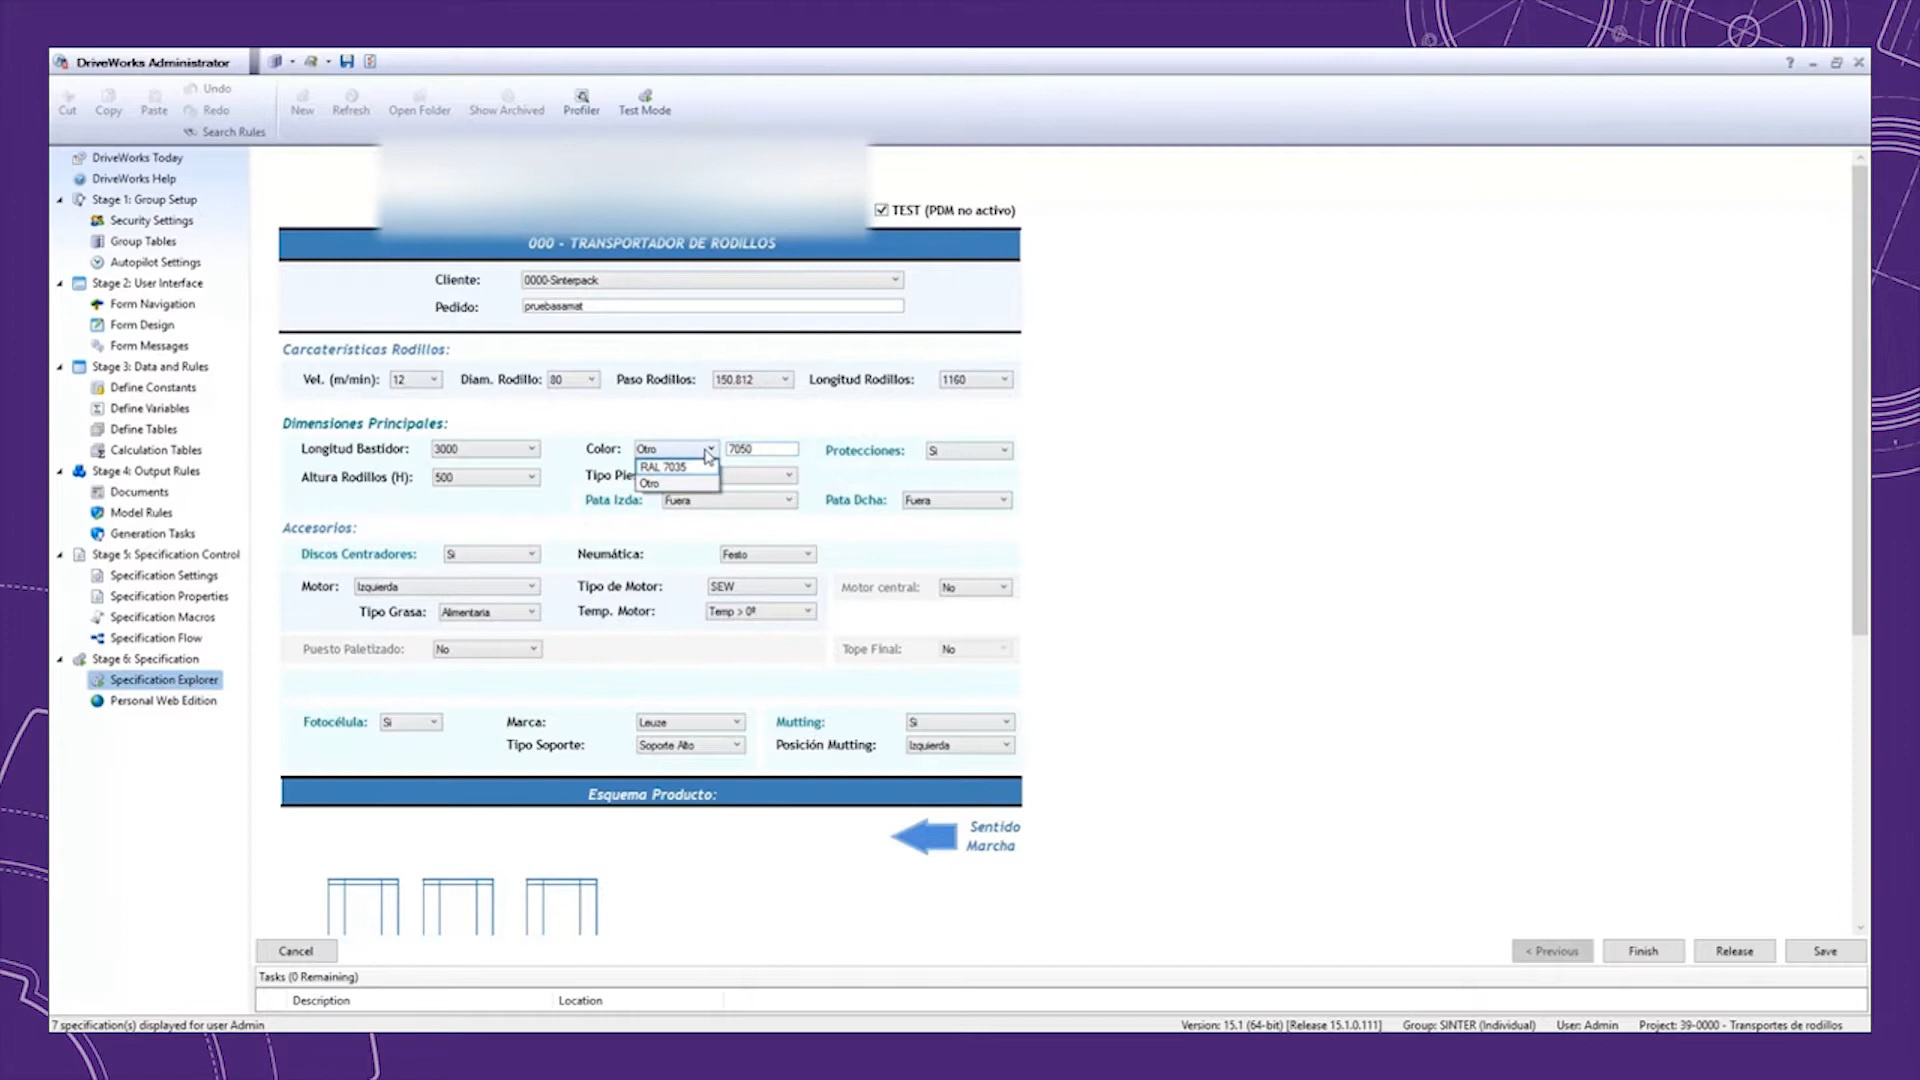 DriveWorks Administrator
Cut
Copy
Paste
Undo
Redo
Search Rules
New
Refresh
Open Folder
Show Archived
Profiler
Test Mode
DriveWorks Today
DriveWorks Help
Stage 1: Group Setup
Security Settings
Group Tables
Autopilot Settings
Stage 2: User Interface
Form Navigation
Form Design
Form Messages
Stage 3: Data and Rules
Define Constants
Define Variables
Define Tables
Calculation Tables
Stage 4: Output Rules
Documents
Model Rules
Generation Tasks
Stage 5: Specification Control
Specification Settings
Specification Properties
Specification Macros
Specification Flow
Stage 6: Specification
Specification Explorer
Personal Web Edition
TEST (PDM no activo)
000 - TRANSPORTADOR DE RODILLOS
Cliente: 0000-Sinterpack
Pedido: pruebasamat
Carcaterísticas Rodillos:
Vel. (m/min): 12 Diam. Rodillo: 80 Paso Rodillos: 150.812 Longitud Rodillos: 1160
Dimensiones Principales:
Longitud Bastidor: 3000 Color: Otro 7050 Protecciones: Si
RAL 7035
Altura Rodillos (H): 500 Tipo Pie
Otro
Pata Izda: Fuera Pata Dcha: Fuera
Accesorios:
Discos Centradores: Si Neumática: Festo
Motor: Izquierda Tipo de Motor: SEW Motor central: No
Tipo Grasa: Alimentaria Temp. Motor: Temp > 0º
Puesto Paletizado: No Tope Final: No
Fotocélula: Si Marca: Leuze Mutting: Si
Tipo Soporte: Soporte Alto Posición Mutting: Izquierda
Esquema Producto:
Sentido
Marcha
Cancel
< Previous
Finish
Release
Save
Tasks (0 Remaining)
Description Location
7 specification(s) displayed for user Admin
Version: 15.1 (64-bit) [Release 15.1.0.111] Group: SINTER (Individual) User: Admin Project: 39-0000 - Transportes de rodillos